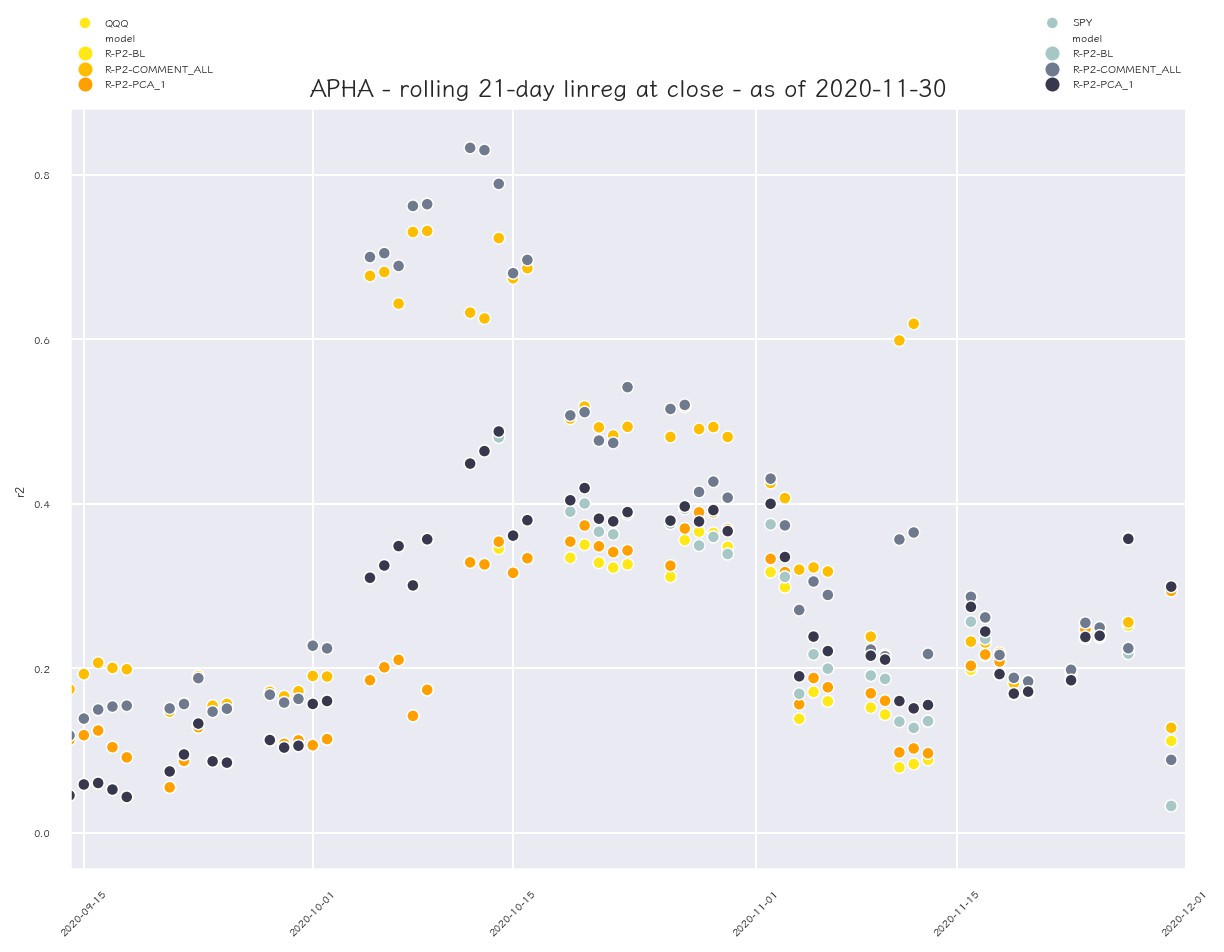 QQQ
model
R-P2-BL
R-P2-COMMENT_ALL
R-P2-PCA_1
SPY
model
R-P2-BL
R-P2-COMMENT_ALL
R-P2-PCA_1
APHA - rolling 21-day linreg at close - as of 2020-11-30
r2
0.8
0.6
0.4
0.2
0.0
2020-09-15
2020-10-01
2020-10-15
2020-11-01
2020-11-15
2020-12-01